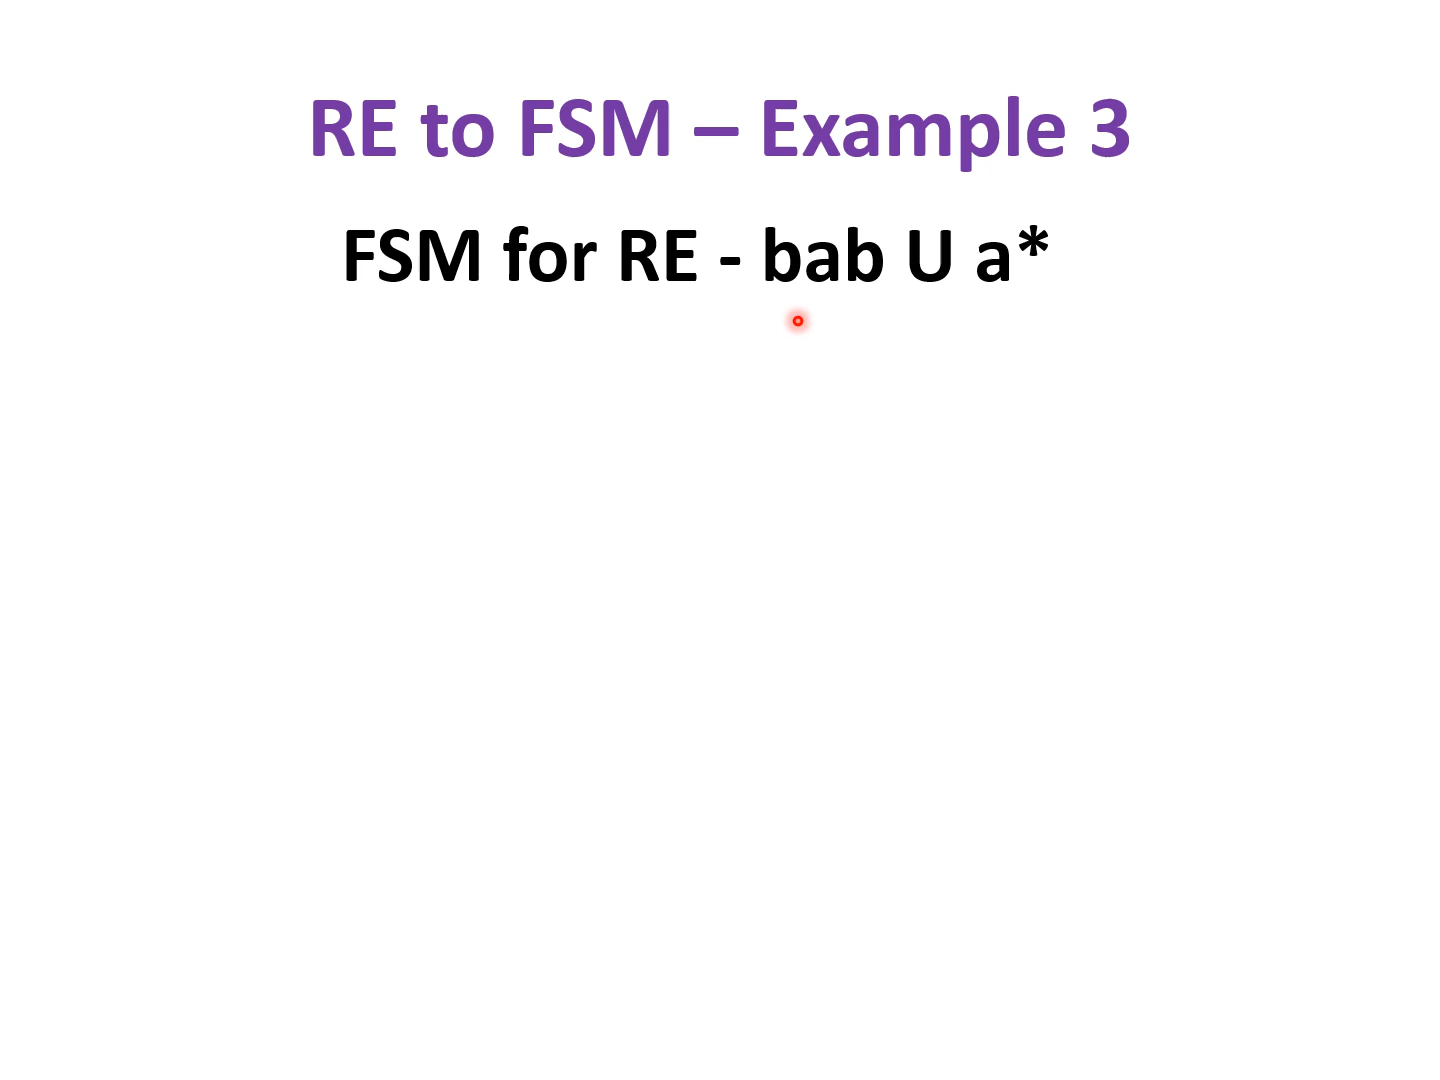 RE to FSM – Example 3
FSM for RE - bab U a*